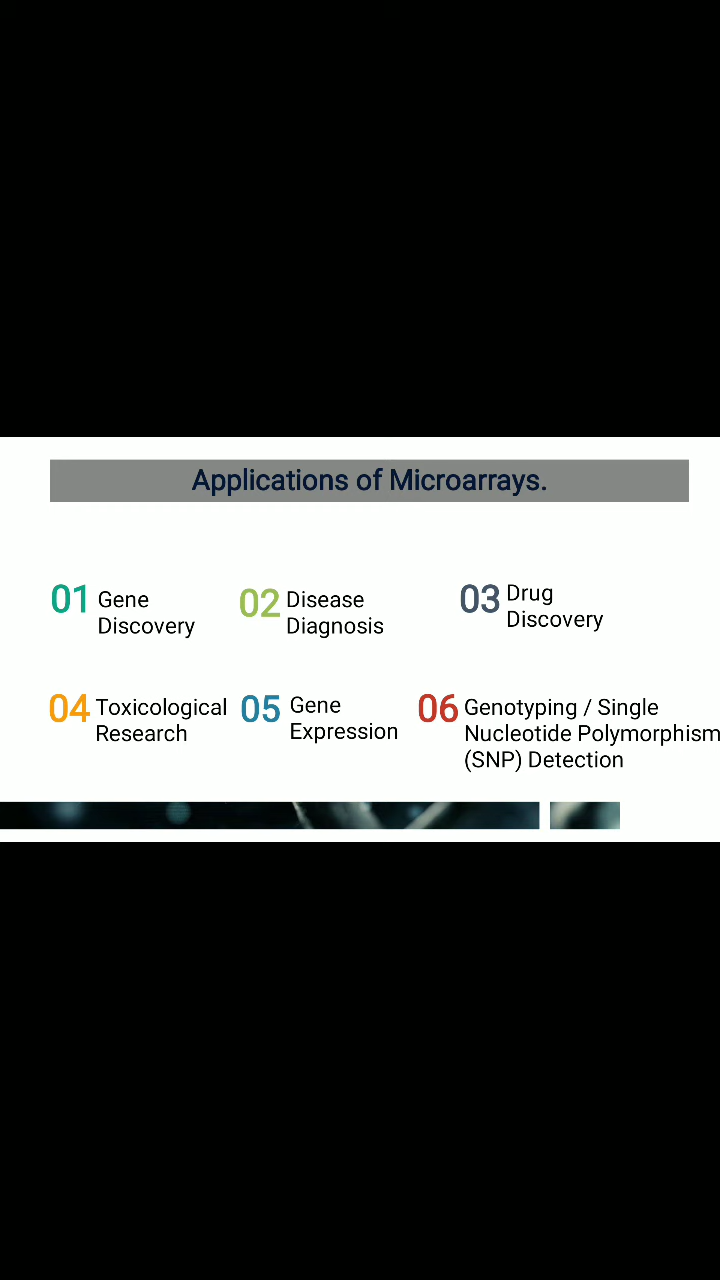 Applications of Microarrays.
01 Gene
Discovery
02 Disease
Diagnosis
03 Drug
Discovery
04 Toxicological
Research
05 Gene
Expression
06 Genotyping / Single
Nucleotide Polymorphism
(SNP) Detection